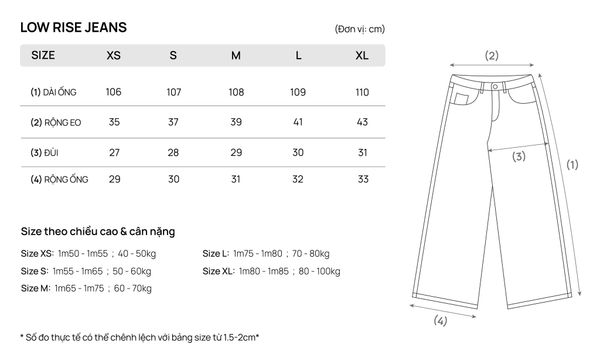 LOW RISE JEANS (Đơn vị: cm)
SIZE XS S M L XL
(1) DÀI ỐNG 106 107 108 109 110
(2) RỘNG EO 35 37 39 41 43
(3) ĐÙI 27 28 29 30 31
(4) RỘNG ỐNG 29 30 31 32 33
(2)
(3)
(1)
(4)
Size theo chiều cao & cân nặng
Size XS: 1m50 - 1m55 ; 40 - 50kg Size L: 1m75 - 1m80 ; 70 - 80kg
Size S: 1m55 - 1m65 ; 50 - 60kg Size XL: 1m80 - 1m85 ; 80 - 100kg
Size M: 1m65 - 1m75 ; 60 - 70kg
* Số đo thực tế có thể chênh lệch với bảng size từ 1.5-2cm*